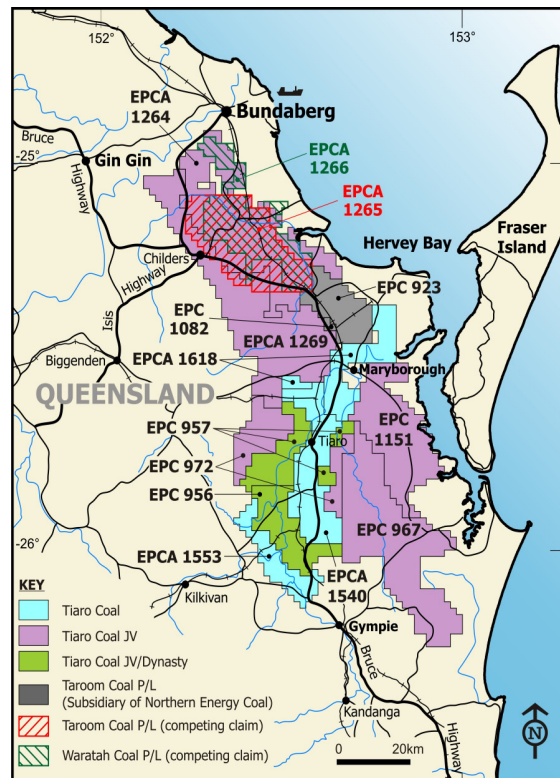 152°
153°
EPCA
1264
Bundaberg
Bruce
-25°
Gin Gin
EPCA
1266
Highway
EPCA
1265
Fraser
Island
Hervey Bay
Childers
Highway
EPC 923
EPC
1082
EPCA 1269
Isis
EPCA 1618
Biggenden
Maryborough
QUEENSLAND
EPC
1151
EPC 957
Tiaro
EPC 972
EPC 956
EPC 967
-26°
EPCA 1553
EPCA
1540
KEY
Kilkivan
Tiaro Coal
Tiaro Coal JV
Gympie
Tiaro Coal JV/Dynasty
Bruce
Taroom Coal P/L
(Subsidiary of Northern Energy Coal)
Kandanga
Taroom Coal P/L (competing claim)
Highway
Waratah Coal P/L (competing claim)
0 20km
N